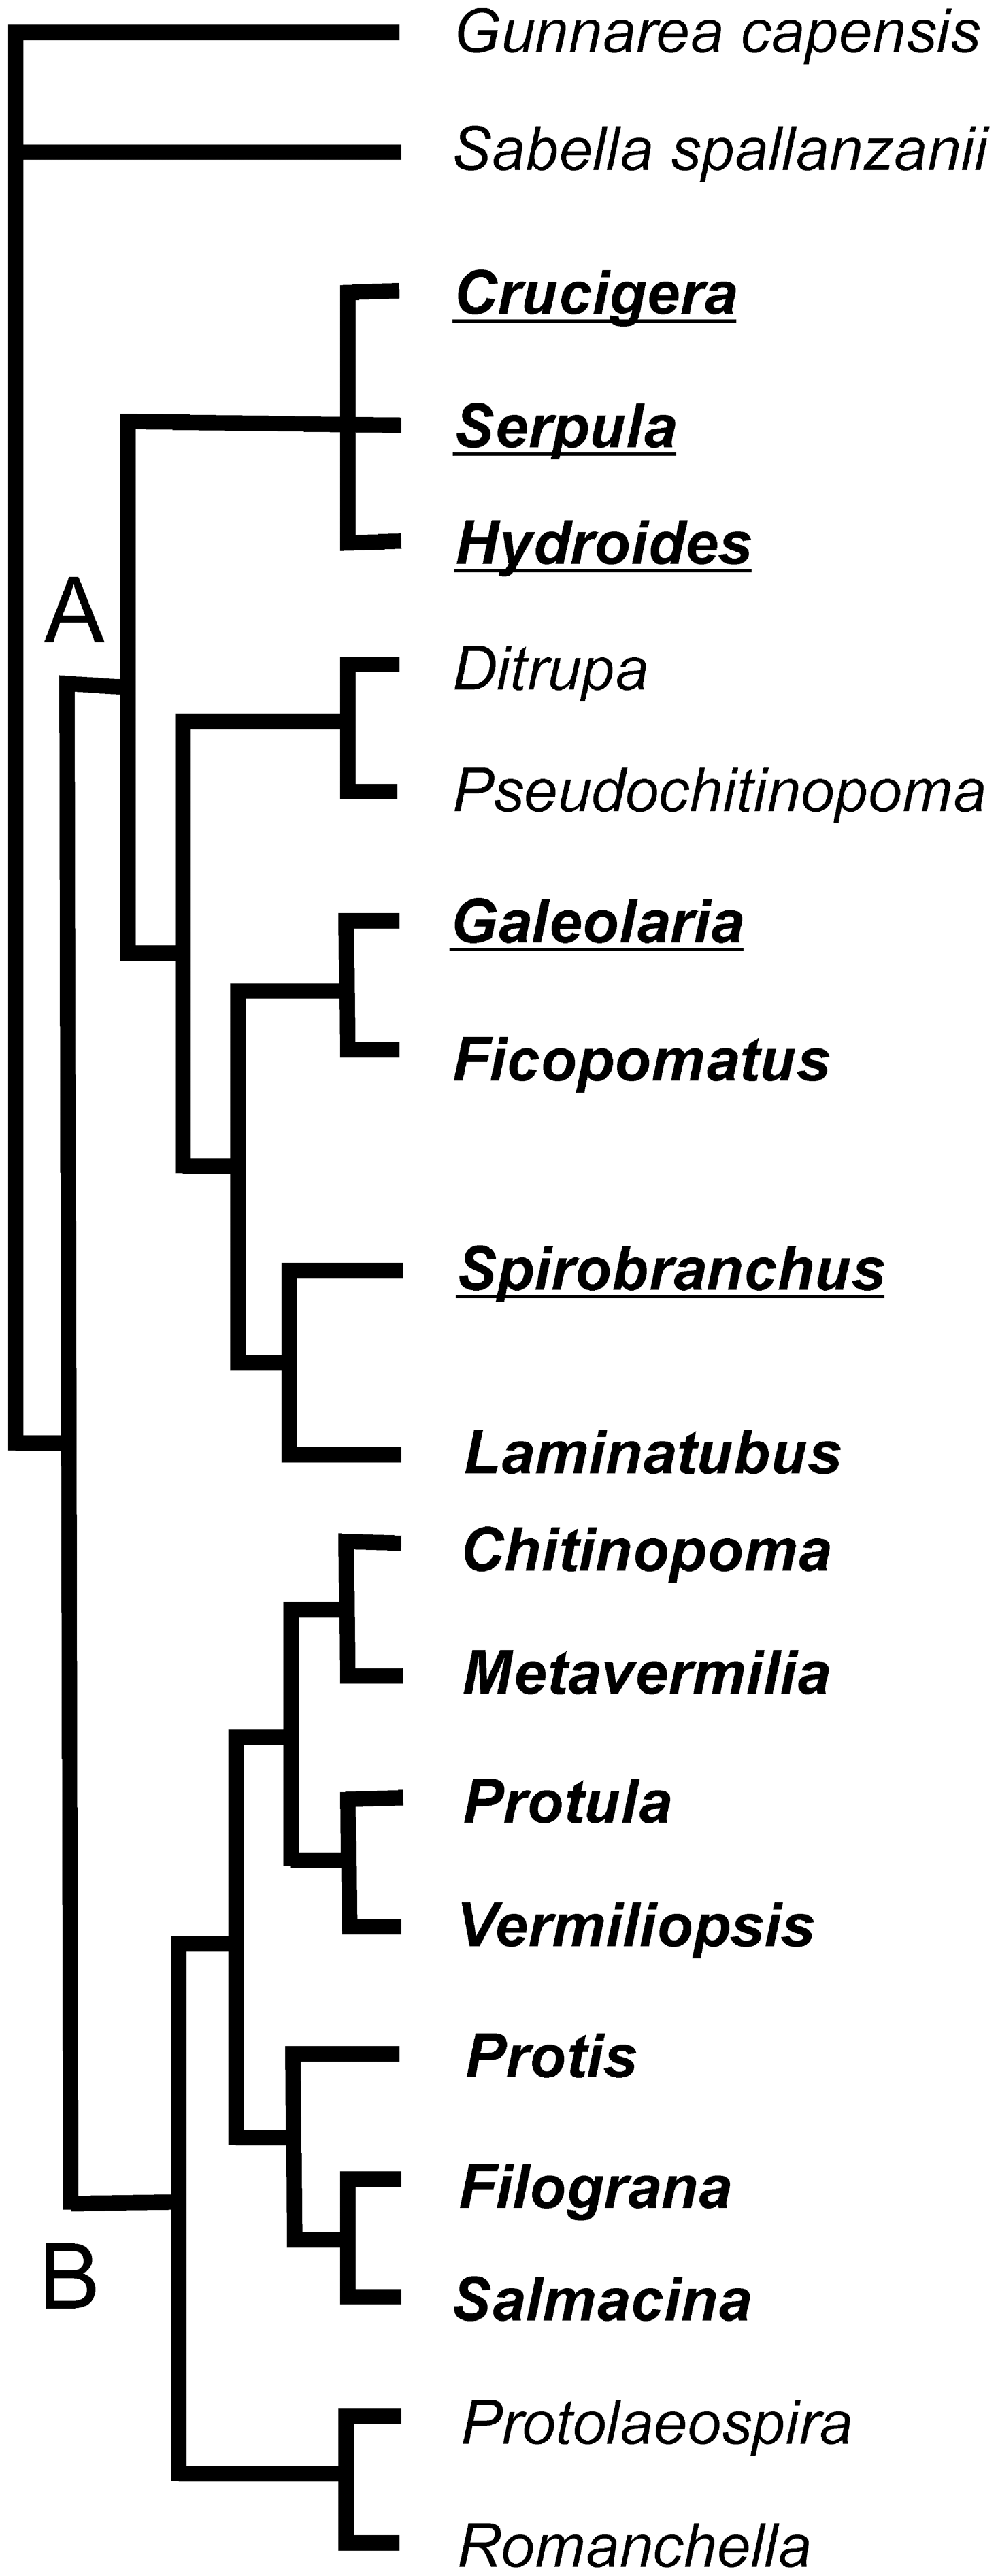 Gunnarea capensis
Sabella spallanzanii
Crucigera
Serpula
Hydroides
A
Ditrupa
Pseudochitinopoma
Galeolaria
Ficopomatus
Spirobranchus
Laminatubus
Chitinopoma
Metavermilia
Protula
Vermiliopsis
Protis
Filograna
B
Salmacina
Protolaeospira
Romanchella